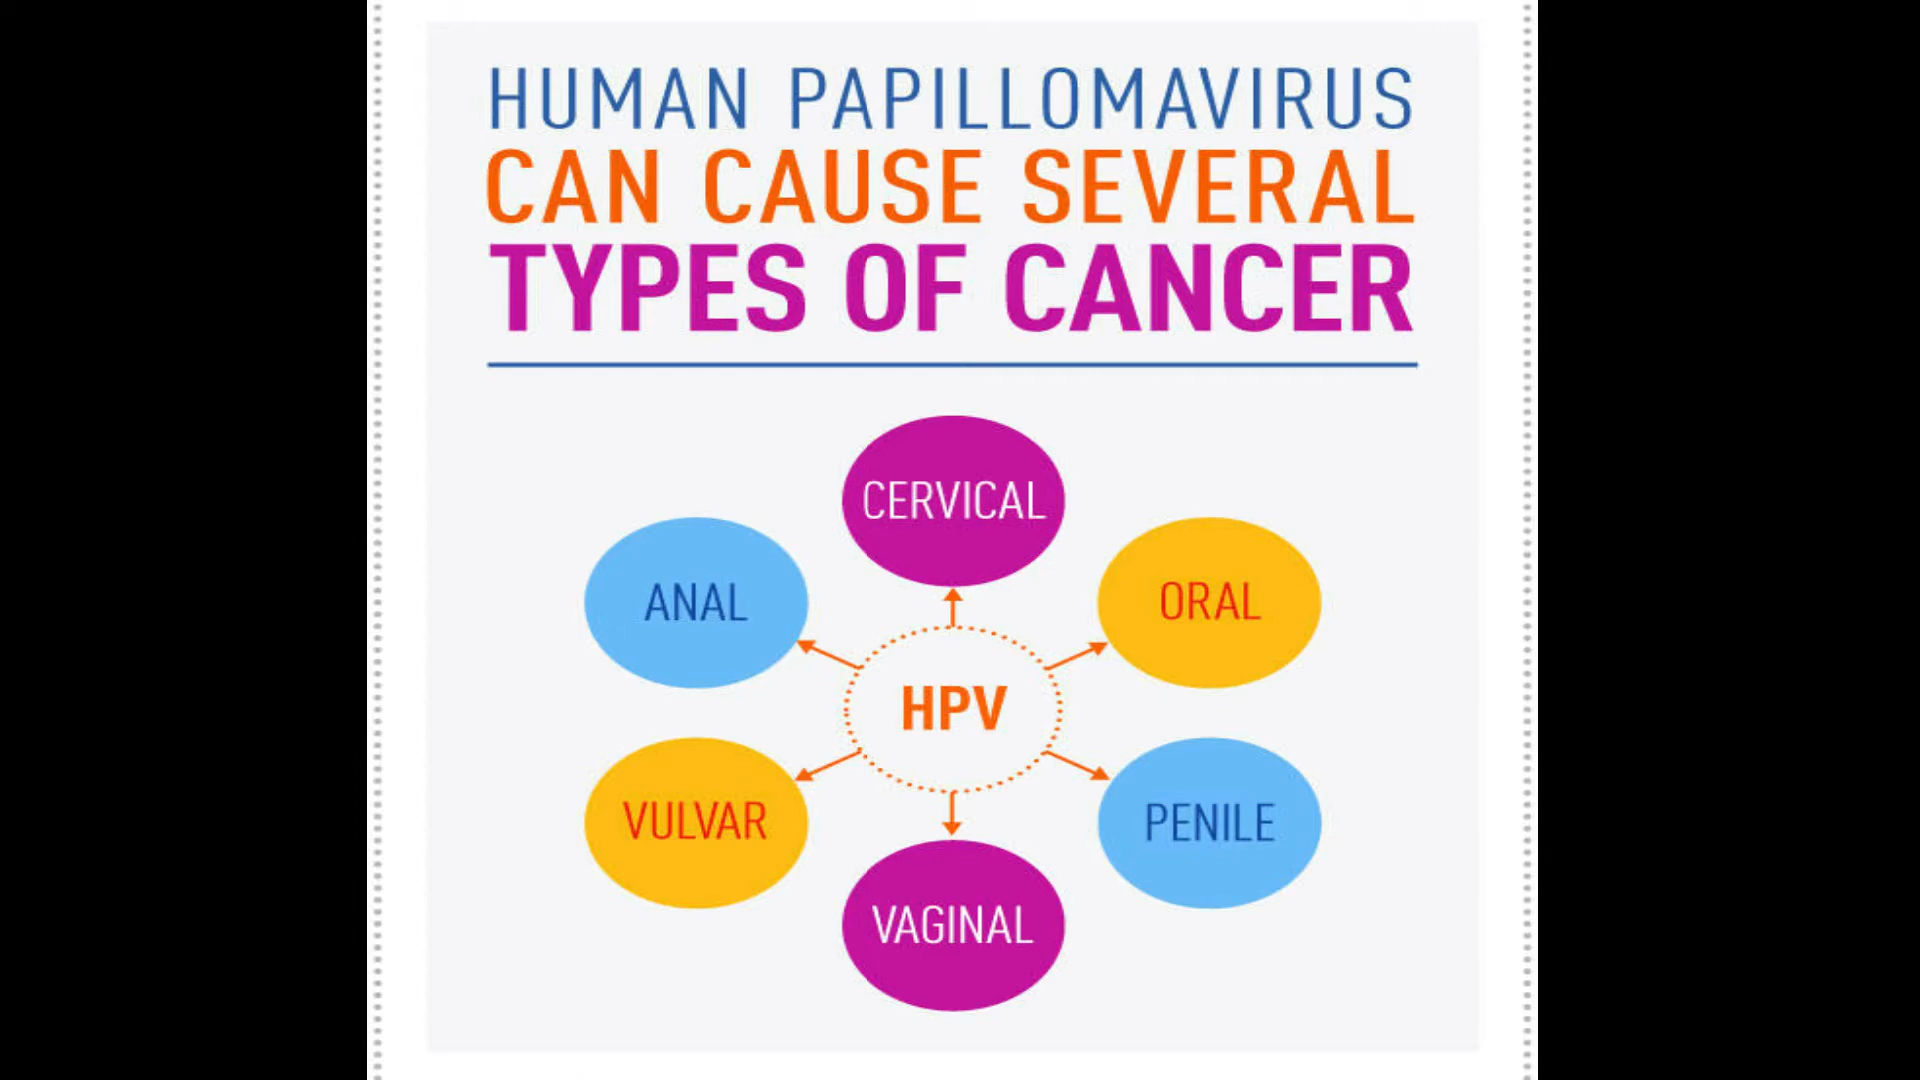 HUMAN PAPILLOMAVIRUS
CAN CAUSE SEVERAL
TYPES OF CANCER
CERVICAL
ANAL
ORAL
HPV
VULVAR
PENILE
VAGINAL